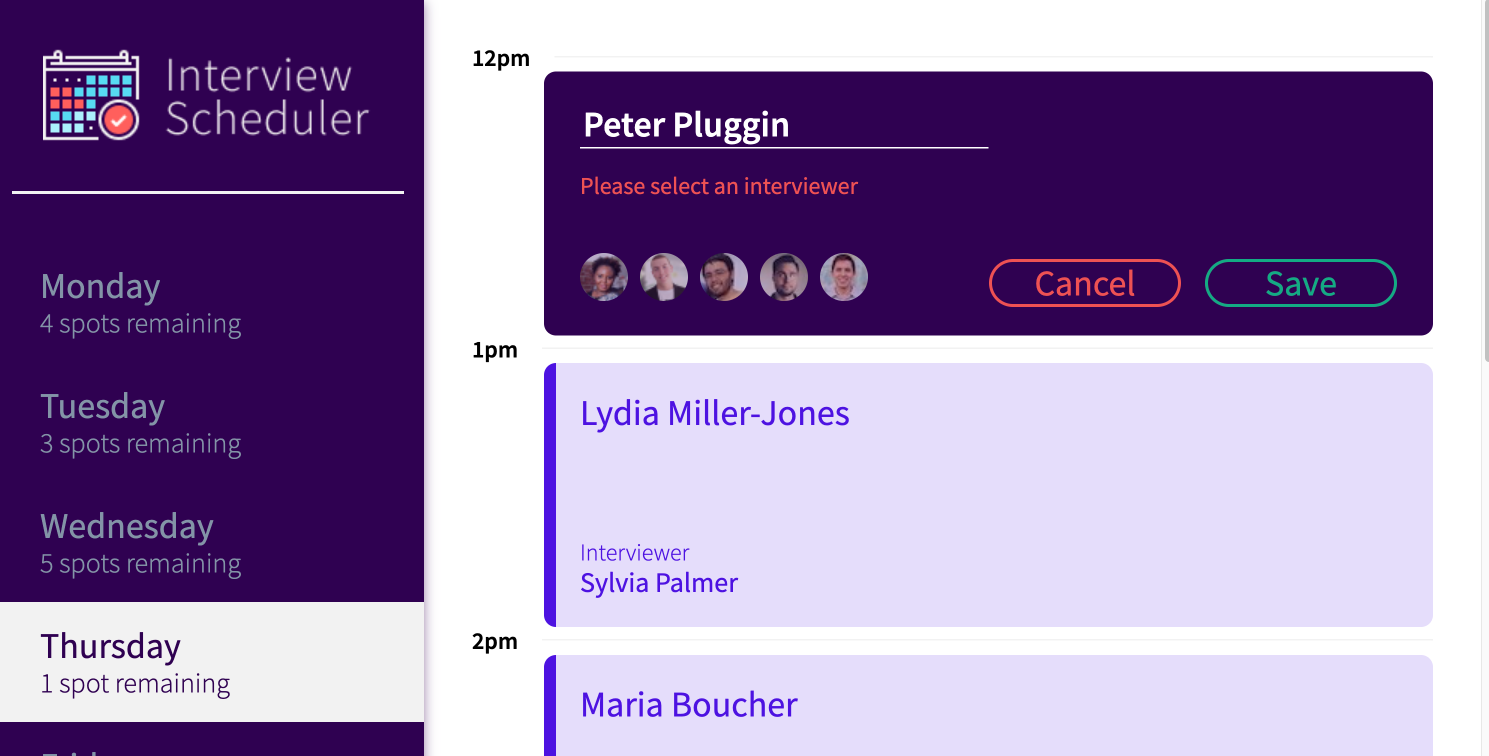 Interview
Scheduler
Monday
4 spots remaining
Tuesday
3 spots remaining
Wednesday
5 spots remaining
Thursday
1 spot remaining
12pm
Peter Pluggin
Please select an interviewer
Cancel
Save
1pm
Lydia Miller-Jones
Interviewer
Sylvia Palmer
2pm
Maria Boucher